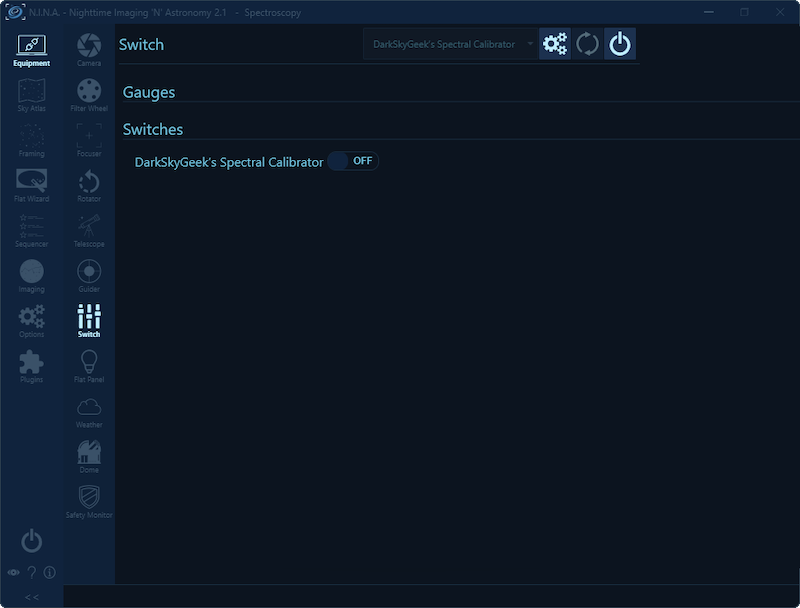 N.I.N.A. - Nighttime Imaging 'N' Astronomy 2.1 - Spectroscopy
Equipment
Sky Atlas
Framing
Flat Wizard
Sequencer
Imaging
Options
Plugins
?
<<
Camera
Filter Wheel
Focuser
Rotator
Telescope
Guider
Switch
Flat Panel
Weather
Dome
Safety Monitor
Switch
DarkSkyGeek's Spectral Calibrator
Gauges
Switches
DarkSkyGeek's Spectral Calibrator OFF